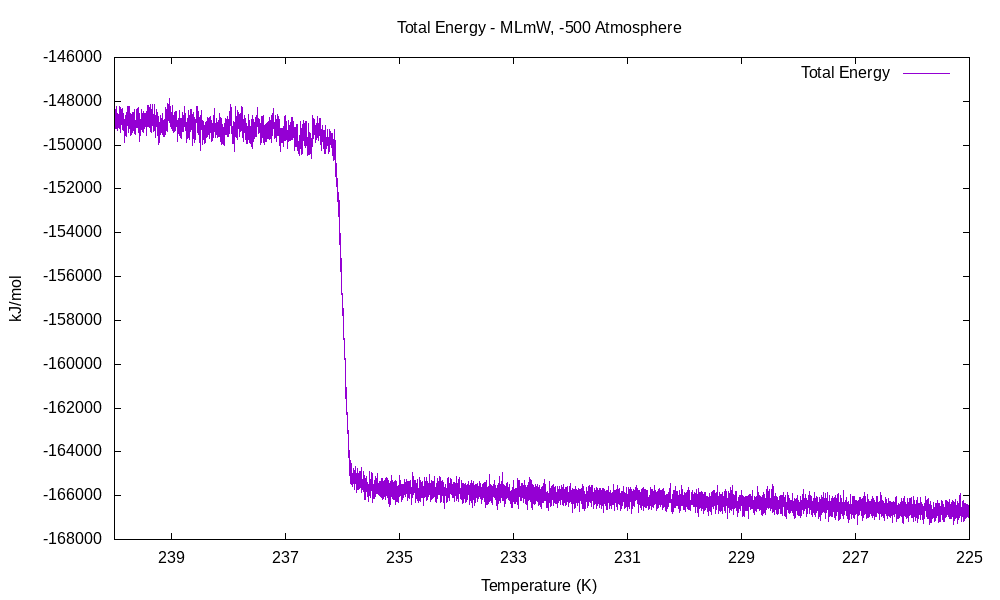 Total Energy - MLmW, -500 Atmosphere
Total Energy
-146000
-148000
-150000
-152000
-154000
-156000
-158000
-160000
-162000
-164000
-166000
-168000
kJ/mol
239 237 235 233 231 229 227 225
Temperature (K)